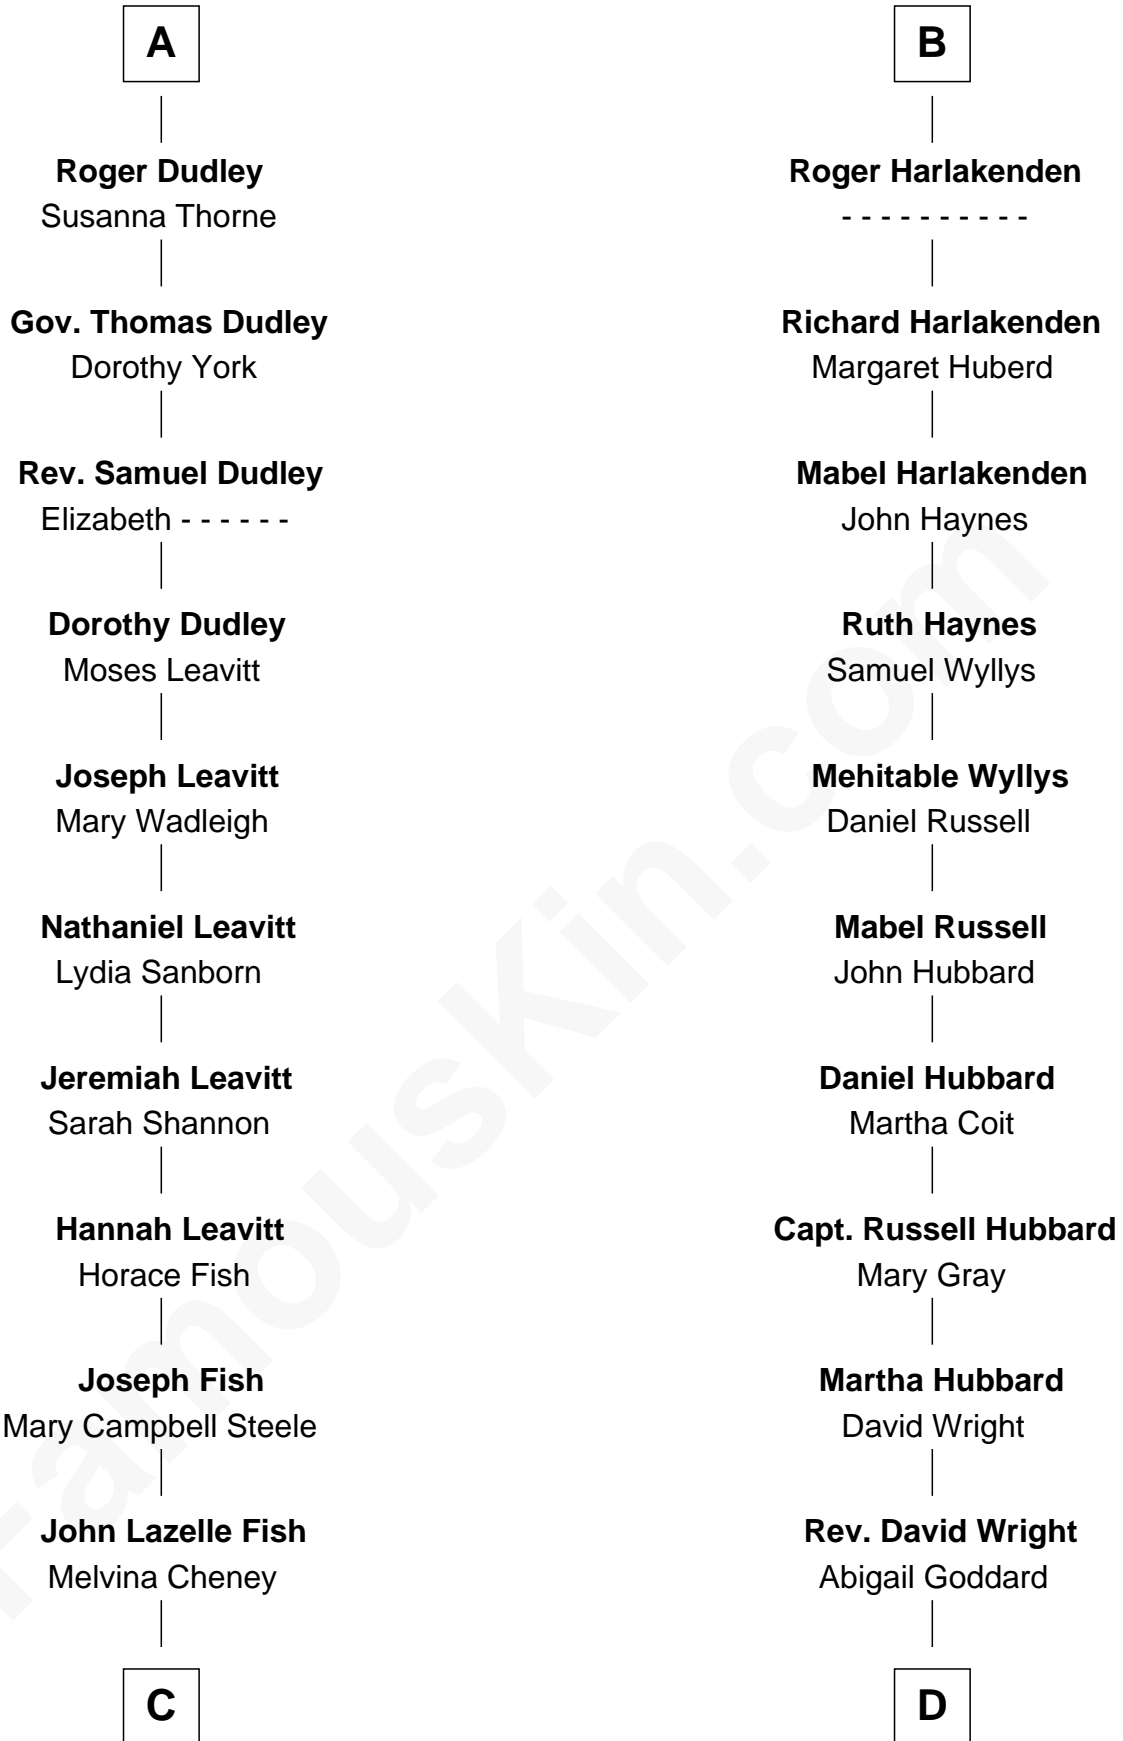 A
Roger Dudley
Susanna Thorne
Gov. Thomas Dudley
Dorothy York
Rev. Samuel Dudley
Elizabeth - - - - - -
Dorothy Dudley
Moses Leavitt
Joseph Leavitt
Mary Wadleigh
Nathaniel Leavitt
Lydia Sanborn
Jeremiah Leavitt
Sarah Shannon
Hannah Leavitt
Horace Fish
Joseph Fish
Mary Campbell Steele
John Lazelle Fish
Melvina Cheney
C
B
Roger Harlakenden
- - - - - - - - - -
Richard Harlakenden
Margaret Huberd
Mabel Harlakenden
John Haynes
Ruth Haynes
Samuel Wyllys
Mehitable Wyllys
Daniel Russell
Mabel Russell
John Hubbard
Daniel Hubbard
Martha Coit
Capt. Russell Hubbard
Mary Gray
Martha Hubbard
David Wright
Rev. David Wright
Abigail Goddard
D
FamousKin.com